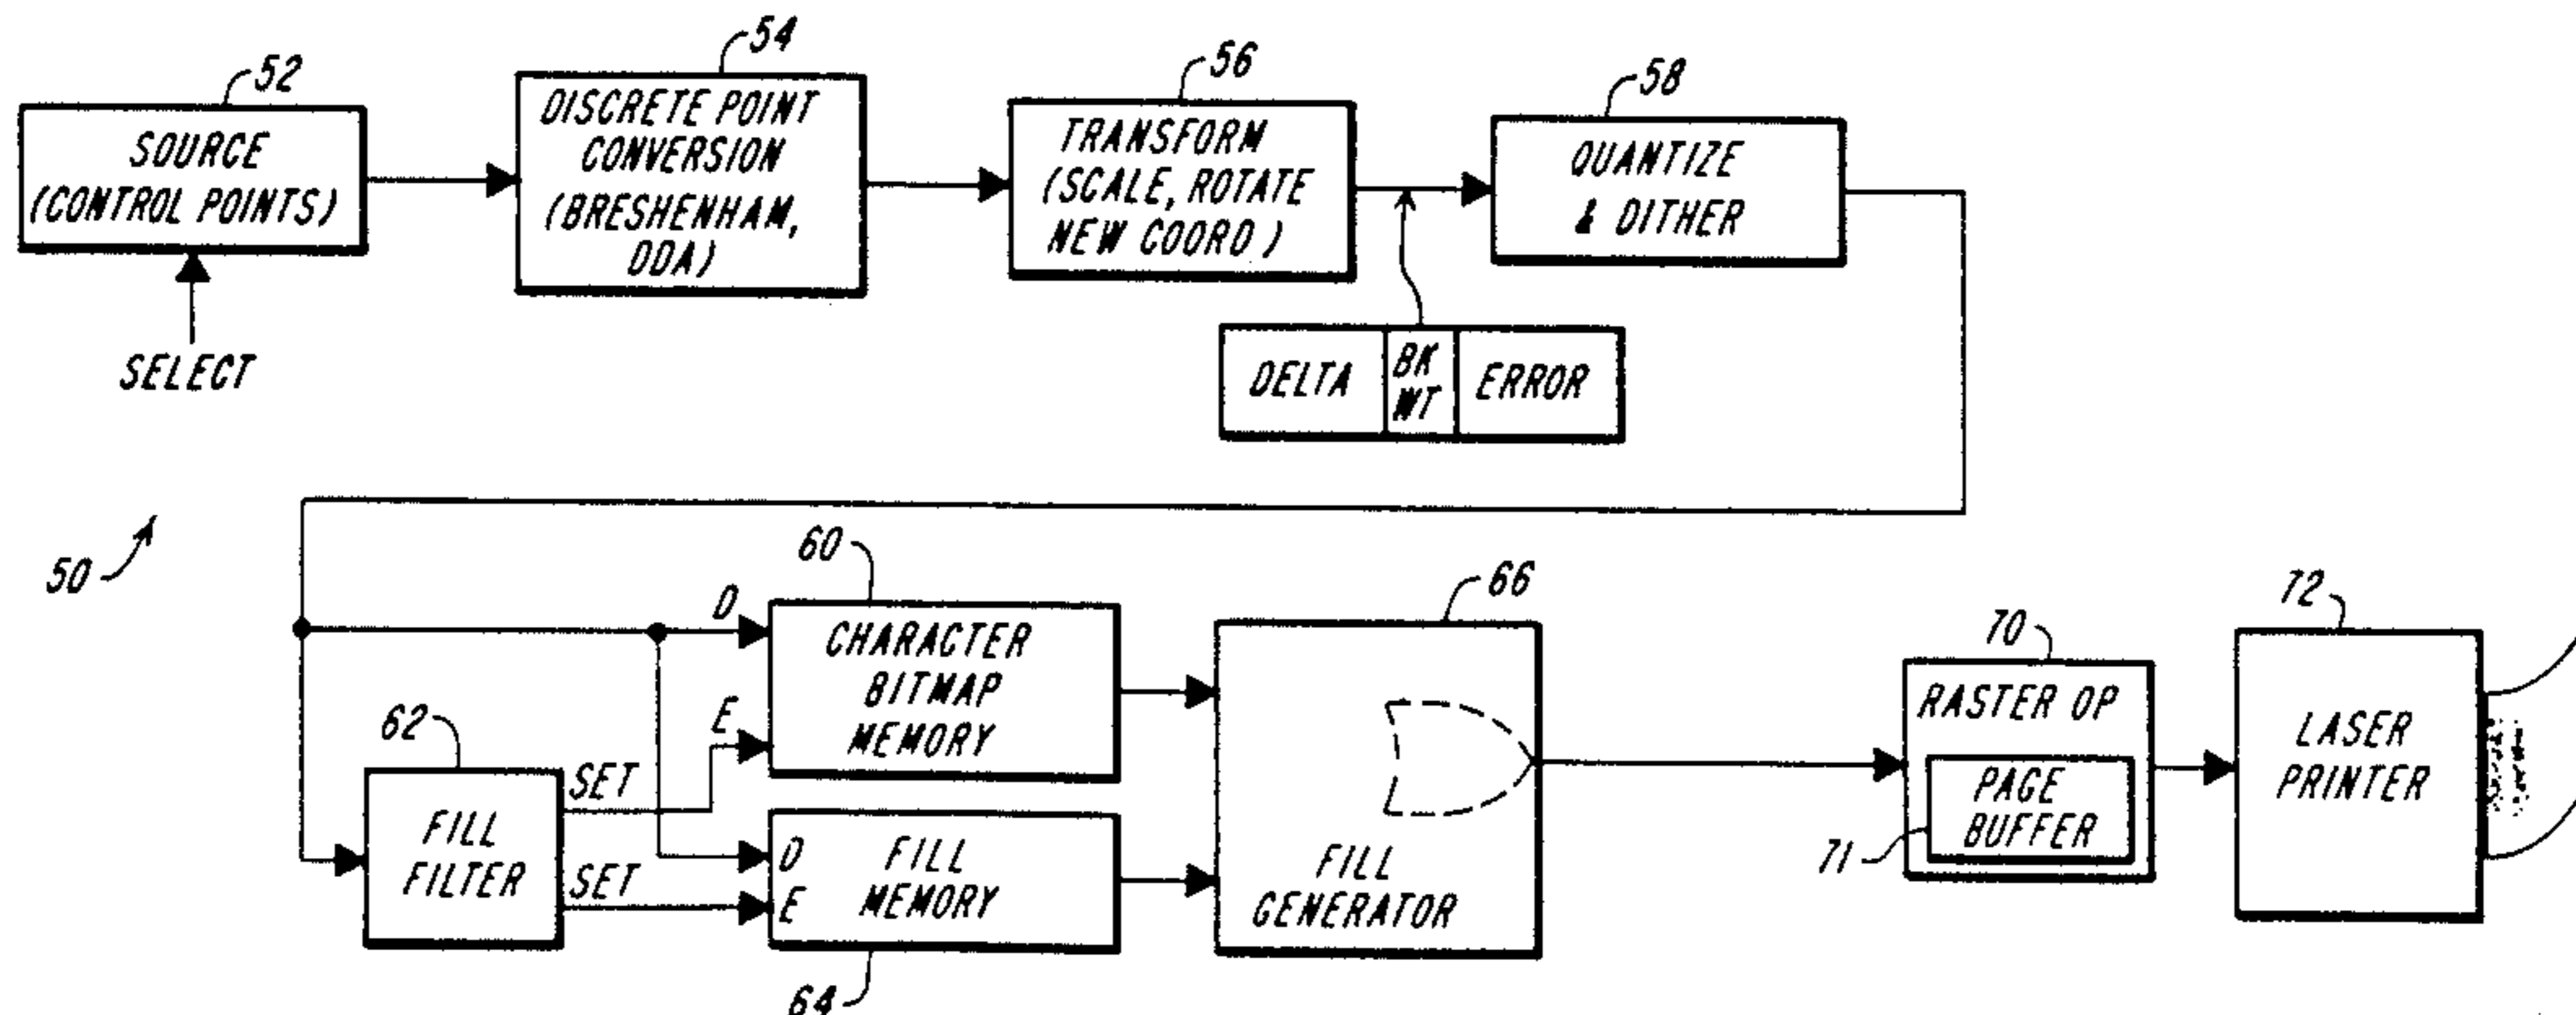 52
SOURCE
(CONTROL POINTS)
SELECT
54
DISCRETE POINT
CONVERSION
(BRESHENHAM,
DDA)
56
TRANSFORM
(SCALE, ROTATE
NEW COORD)
58
QUANTIZE
& DITHER
DELTA
BK
WT
ERROR
50
60
D
CHARACTER
BITMAP
MEMORY
E
62
SET
FILL
FILTER
SET
D
E
FILL
MEMORY
64
66
FILL
GENERATOR
70
RASTER OP
PAGE
BUFFER
71
72
LASER
PRINTER